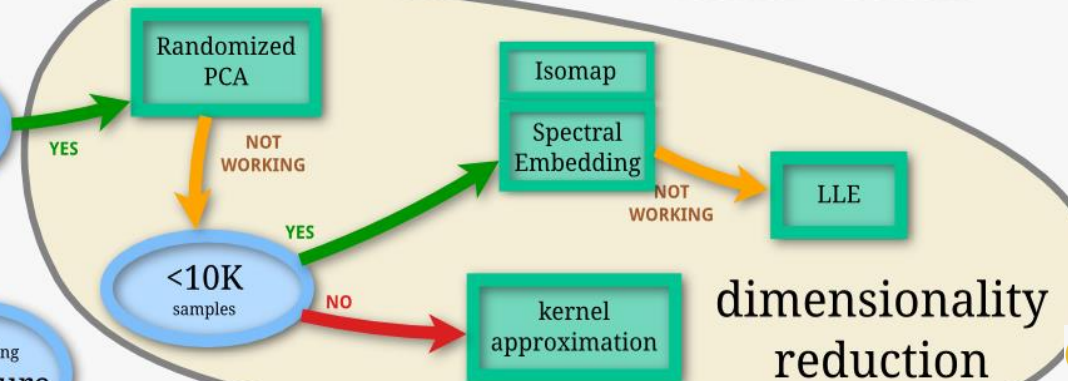 Randomized
PCA
YES
NOT
WORKING
Isomap
Spectral
Embedding
NOT
WORKING
LLE
YES
<10K
samples
NO
kernel
approximation
dimensionality
reduction
ng